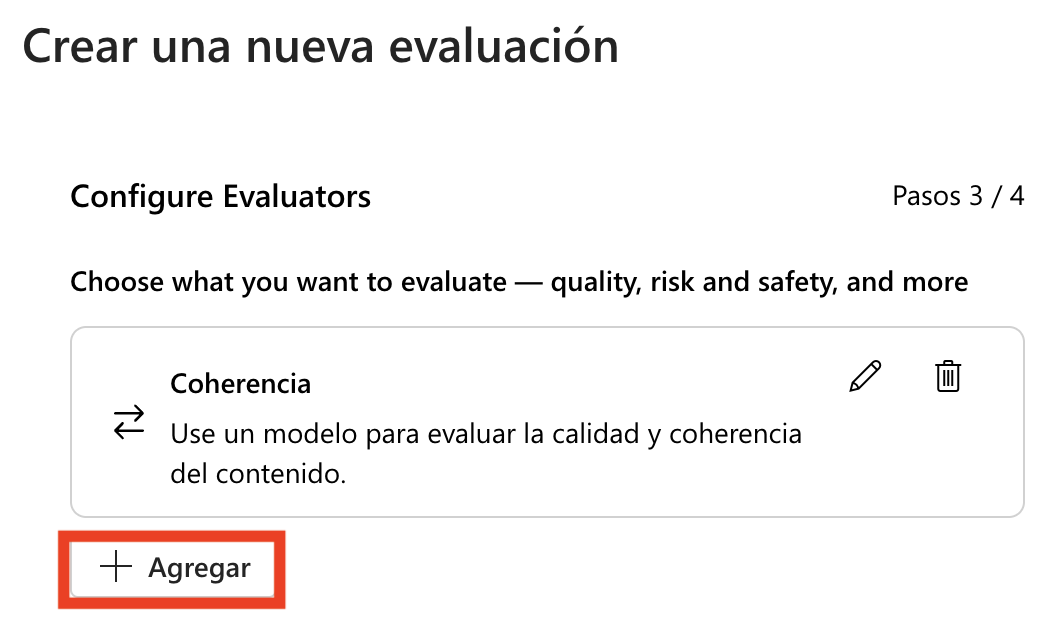 Crear una nueva evaluación
Configure Evaluators
Pasos 3 / 4
Choose what you want to evaluate — quality, risk and safety, and more
Coherencia
Use un modelo para evaluar la calidad y coherencia
del contenido.
Agregar